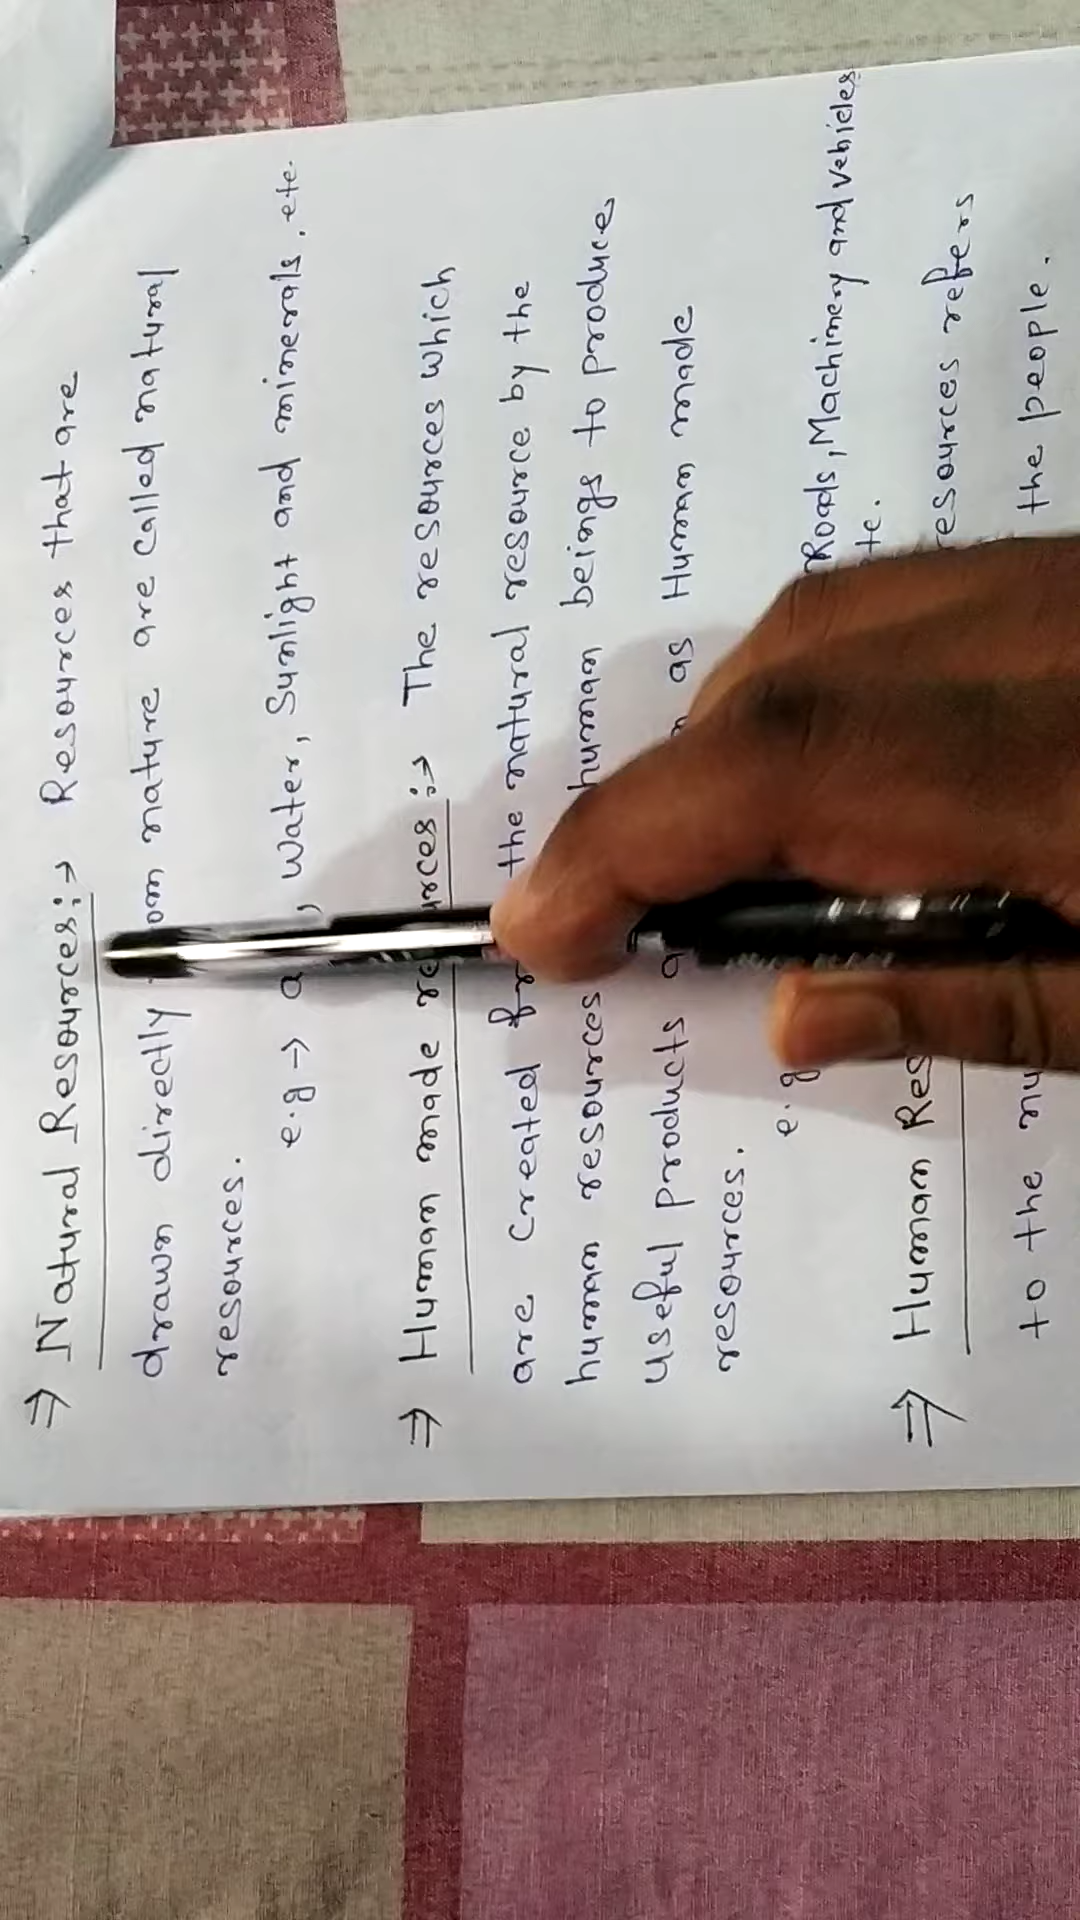 ⇒ Natural Resources:→ Resources that are
drawn directly nature are called natural
resources.
e.g → Water, Sunlight and minerals, etc.
⇒ Human made :→ The resources which
are created the natural resource by the
human resources human beings to produce
useful products as Human made
resources.
Roads, Machinery and vehicles
⇒ Human resources refers
to the the people.